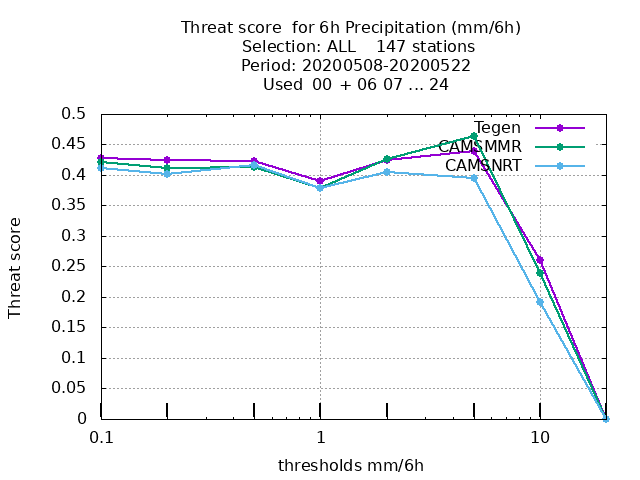 Threat score  for 6h Precipitation (mm/6h)
Selection: ALL    147 stations
Period: 20200508-20200522
Used  00 + 06 07 ... 24
Tegen
CAMSMMR
CAMSNRT
0.5
0.45
0.4
0.35
0.3
0.25
0.2
0.15
0.1
0.05
0
Threat score
0.1 1 10
thresholds mm/6h